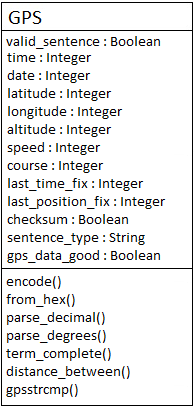 GPS
valid_sentence : Boolean
time : Integer
date : Integer
latitude : Integer
longitude : Integer
altitude : Integer
speed : Integer
course : Integer
last_time_fix : Integer
last_position_fix : Integer
checksum : Boolean
sentence_type : String
gps_data_good : Boolean
encode()
from_hex()
parse_decimal()
parse_degrees()
term_complete()
distance_between()
gpsstrcmp()